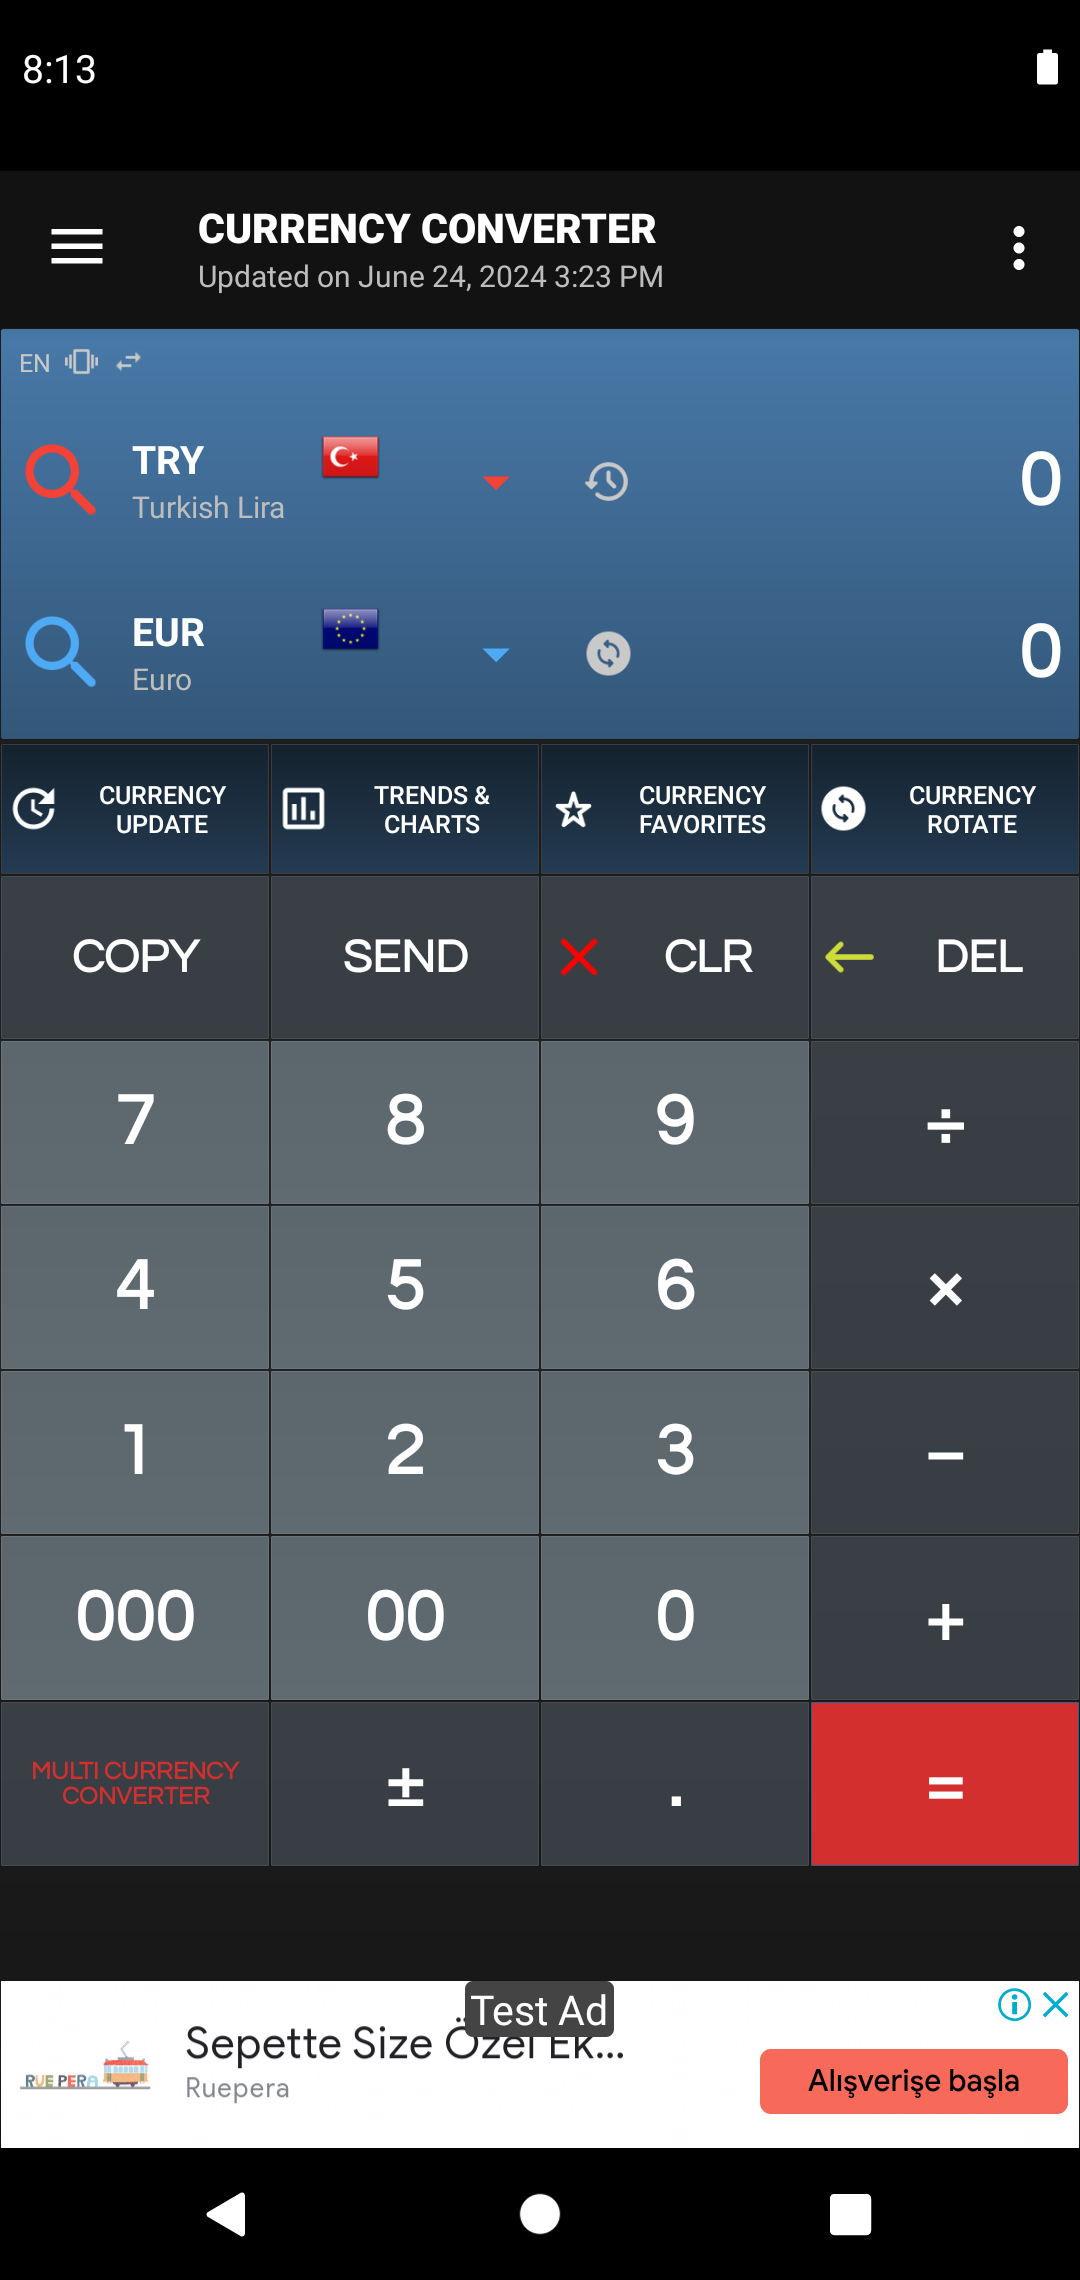 8:13
CURRENCY CONVERTER
Updated on June 24, 2024 3:23 PM
EN
TRY
Turkish Lira
0
EUR
Euro
0
CURRENCY UPDATE
TRENDS & CHARTS
CURRENCY FAVORITES
CURRENCY ROTATE
COPY
SEND
CLR
DEL
7
8
9
÷
4
5
6
×
1
2
3
−
000
00
0
+
MULTI CURRENCY
CONVERTER
±
.
=
Test Ad
Sepette Size Özel Ek...
Ruepera
RUE PERA
Alışverişe başla